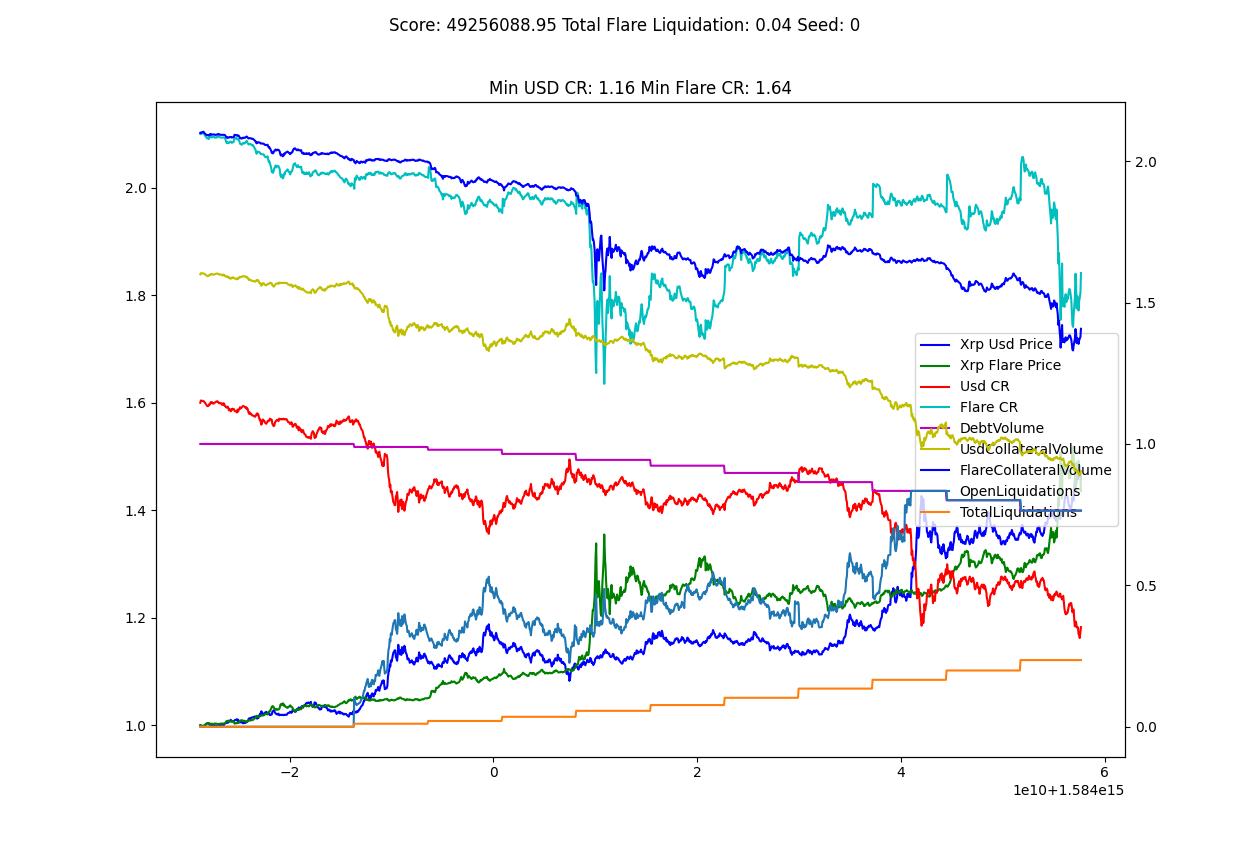 Score: 49256088.95 Total Flare Liquidation: 0.04 Seed: 0
Min USD CR: 1.16 Min Flare CR: 1.64
2.0
1.8
1.6
1.4
1.2
1.0
2.0
1.5
1.0
0.5
0.0
Xrp Usd Price
Xrp Flare Price
Usd CR
Flare CR
DebtVolume
UsdCollateralVolume
FlareCollateralVolume
OpenLiquidations
TotalLiquidations
−2 0 2 4 6
1e10+1.584e15